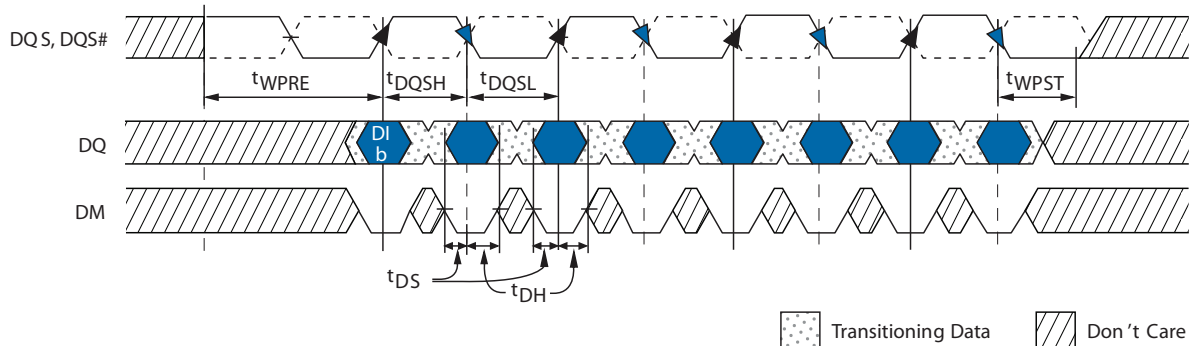 DQS, DQS#
tWPRE tDQSH tDQSL tWPST
DQ
DI
b
DM
tDS
tDH
Transitioning Data
Don't Care